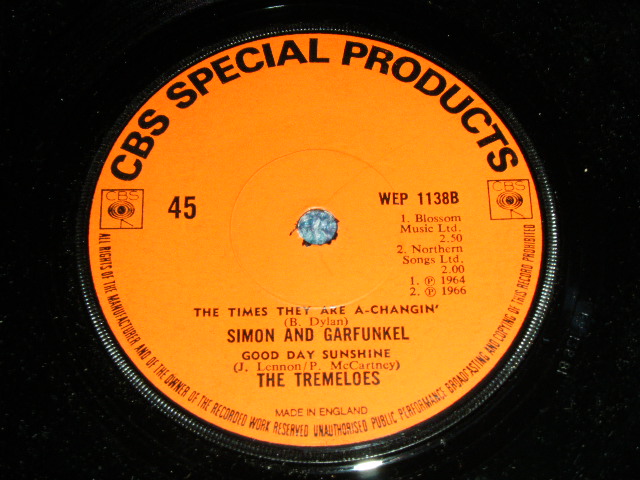 CBS SPECIAL PRODUCTS
CBS
CBS
45
WEP 1138B
1. Blossom
Music Ltd.
2.50
2. Northern
Songs Ltd.
2.00
1. ℗ 1964
2. ℗ 1966
THE TIMES THEY ARE A-CHANGIN'
(B. Dylan)
SIMON AND GARFUNKEL
GOOD DAY SUNSHINE
(J. Lennon/P. McCartney)
THE TREMELOES
MADE IN ENGLAND
ALL RIGHTS OF THE MANUFACTURER AND OF THE OWNER OF THE RECORDED WORK RESERVED UNAUTHORISED PUBLIC PERFORMANCE BROADCASTING AND COPYING OF THIS RECORD PROHIBITED